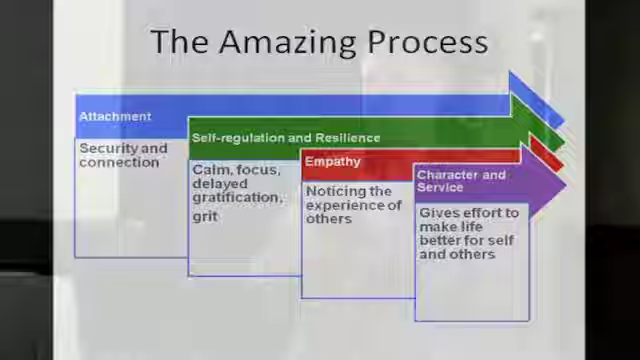 The Amazing Process
Attachment
Security and
connection
Self-regulation and Resilience
Calm, focus,
delayed
gratification,
grit
Empathy
Noticing the
experience of
others
Character and
Service
Gives effort to
make life
better for self
and others